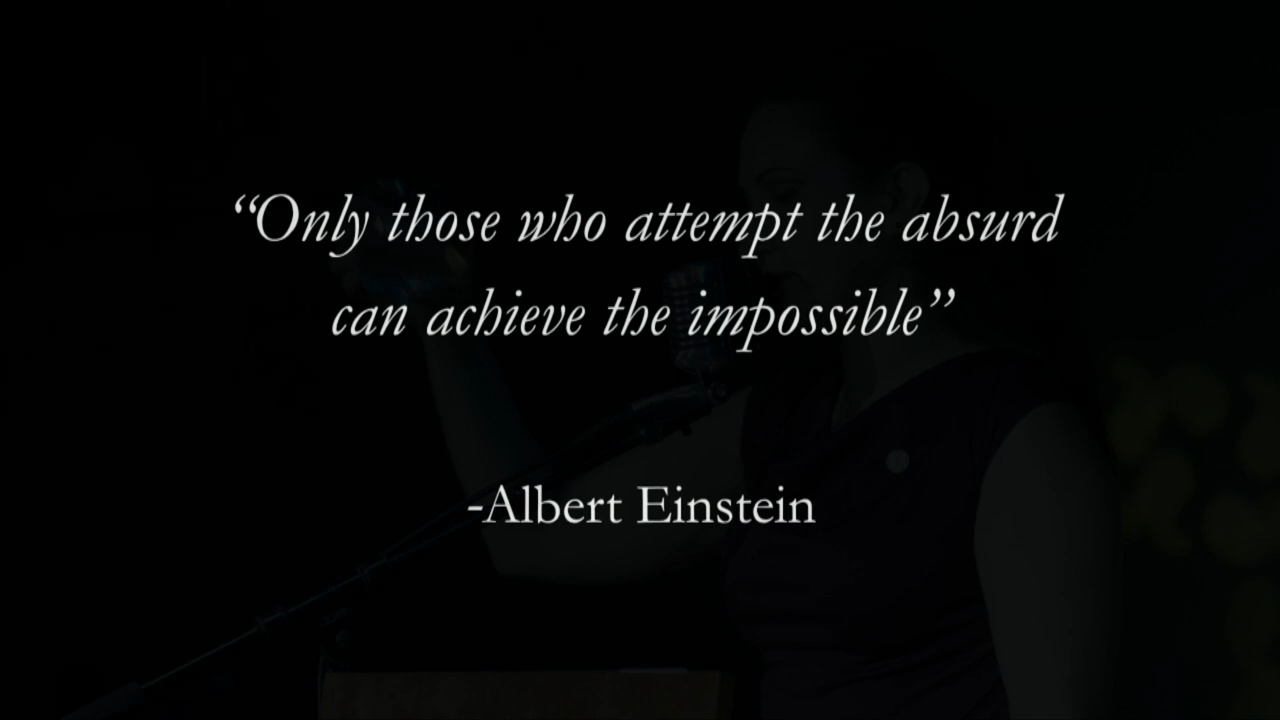 “Only those who attempt the absurd
can achieve the impossible”
-Albert Einstein